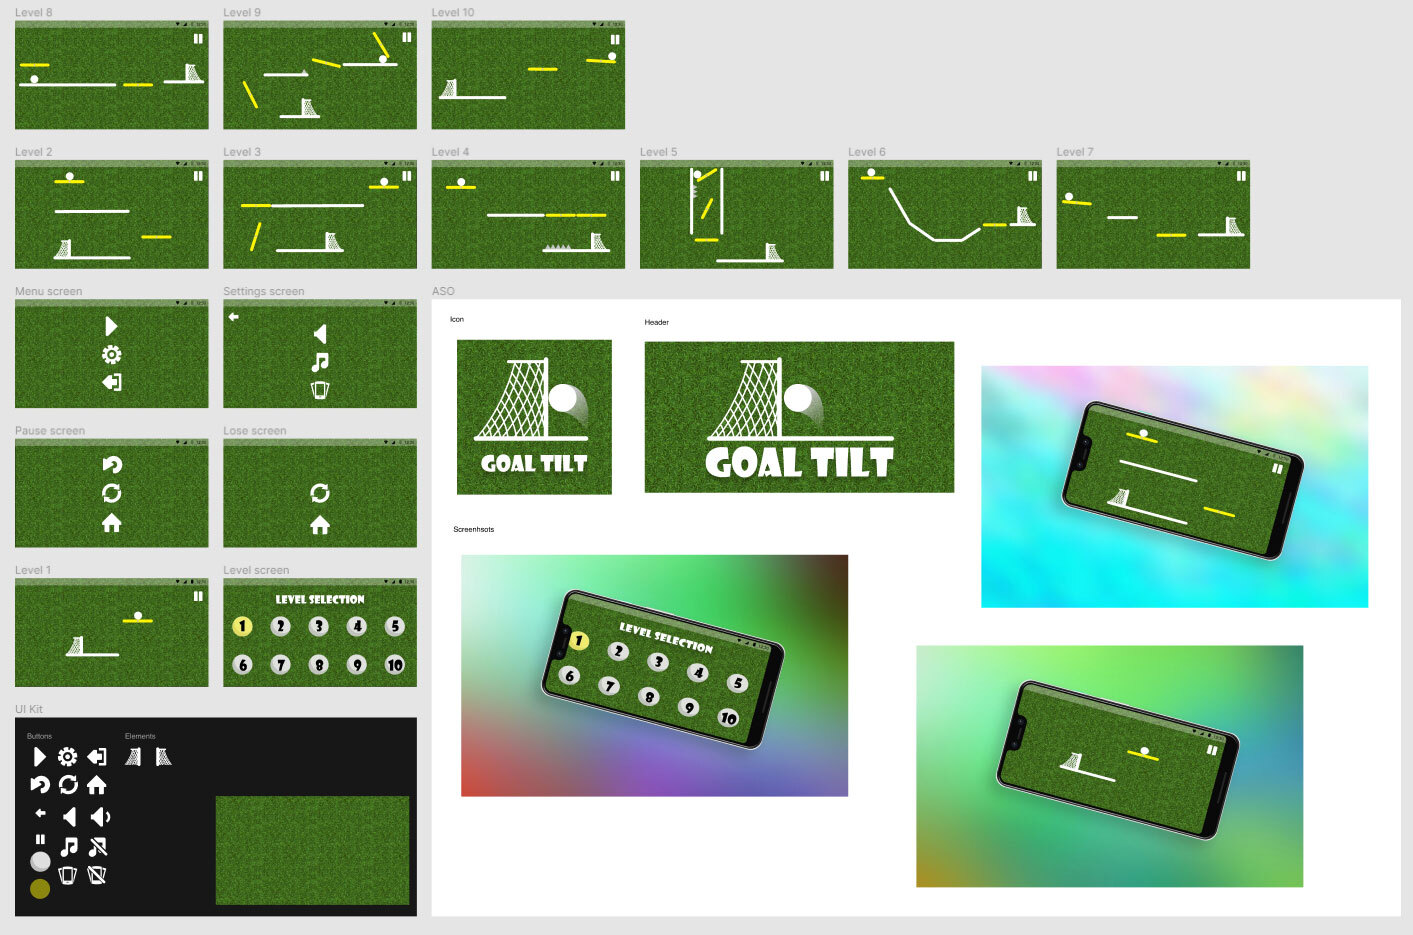 Level 8
Level 9
Level 10
Level 2
Level 3
Level 4
Level 5
Level 6
Level 7
Menu screen
Settings screen
ASO
Icon
Header
GOAL TILT
GOAL TILT
Pause screen
Lose screen
Screenhsots
Level 1
Level screen
LEVEL SELECTION
1 2 3 4 5
6 7 8 9 10
LEVEL SELECTION
1 2 3 4 5
6 7 8 9 10
UI Kit
Buttons
Elements